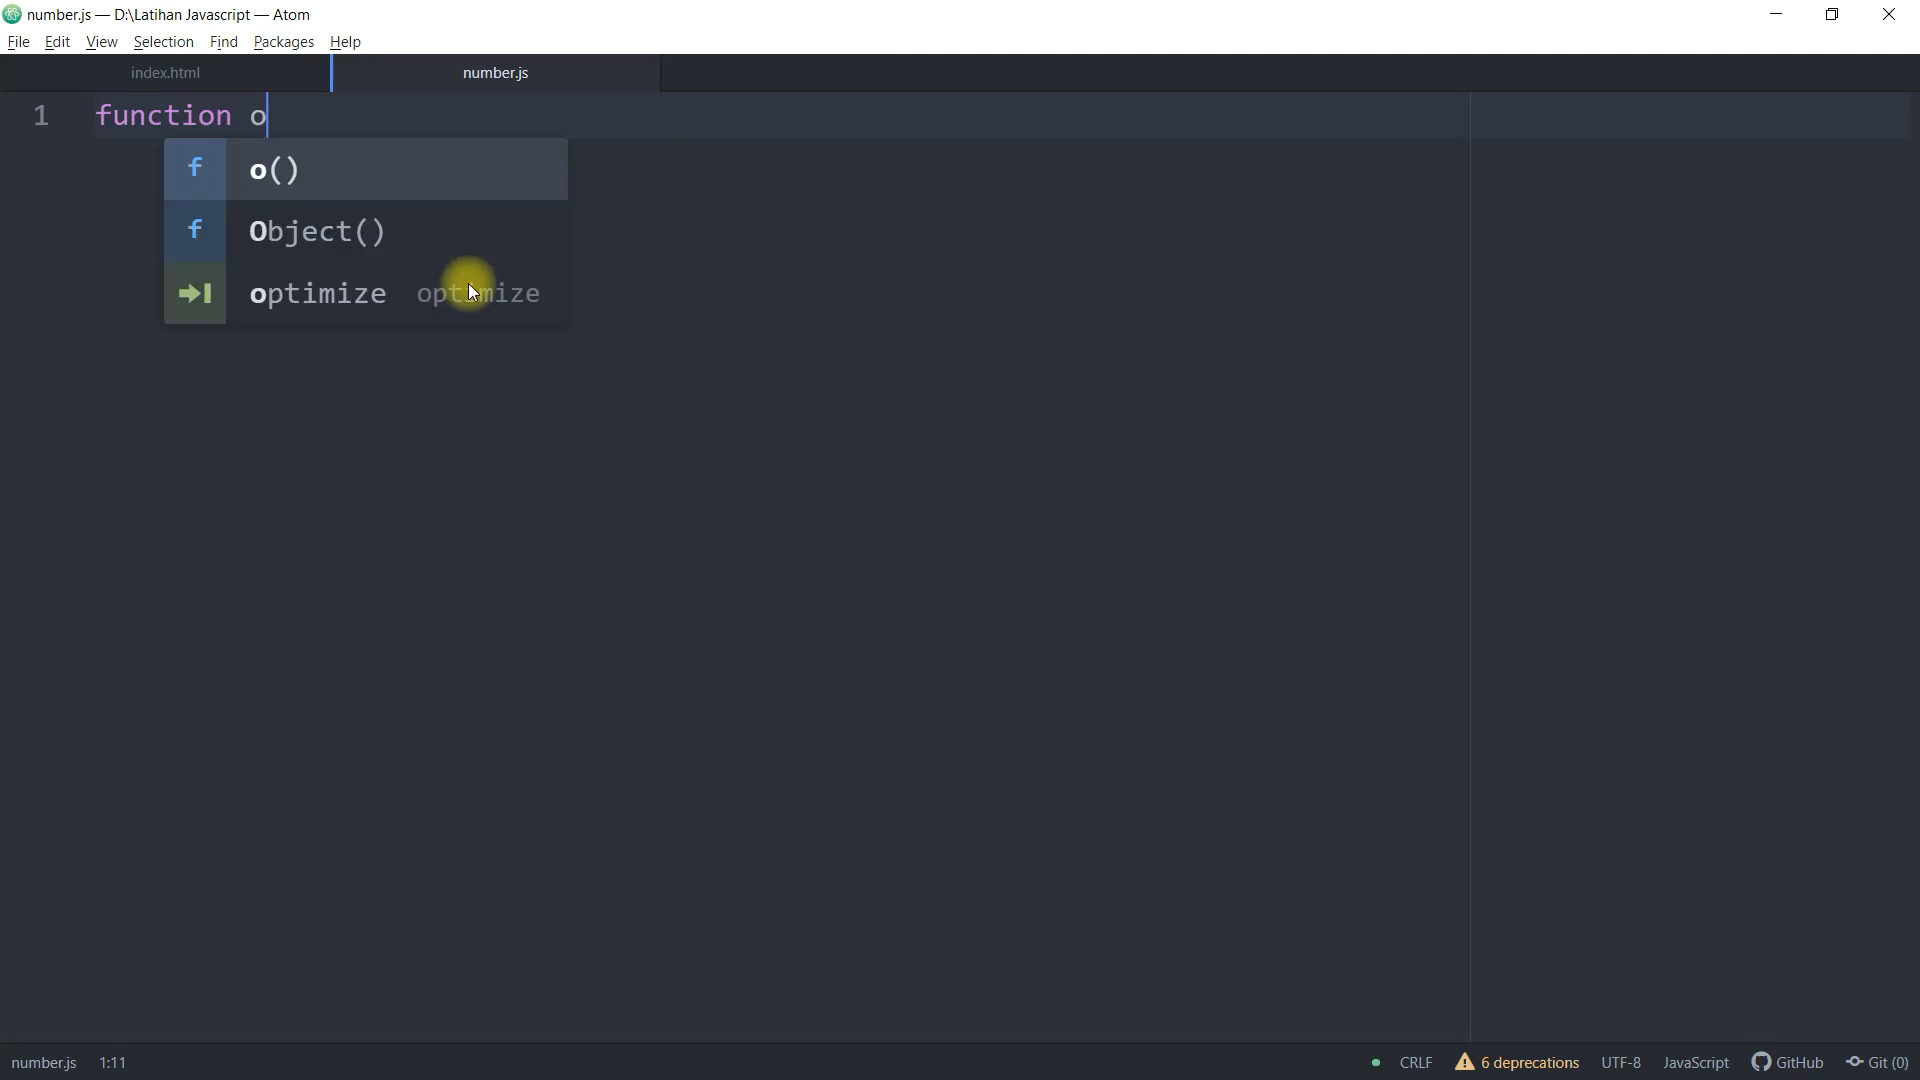 number.js — D:\Latihan Javascript — Atom
File Edit View Selection Find Packages Help
index.html number.js
1 function o
f o()
f Object()
optimize optimize
number.js 1:11 CRLF 6 deprecations UTF-8 JavaScript GitHub Git (0)